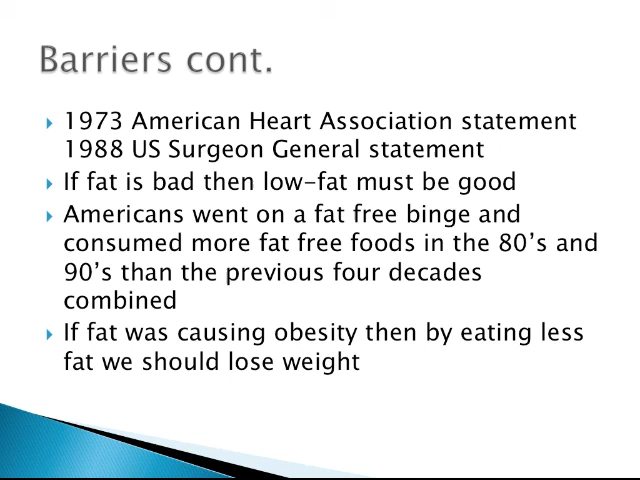 Barriers cont.
1973 American Heart Association statement
1988 US Surgeon General statement
If fat is bad then low-fat must be good
Americans went on a fat free binge and
consumed more fat free foods in the 80's and
90's than the previous four decades
combined
If fat was causing obesity then by eating less
fat we should lose weight